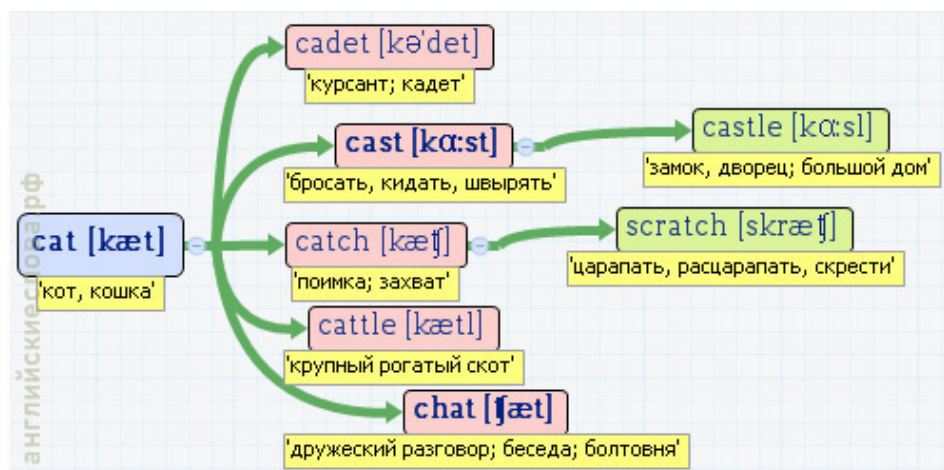 cadet [kə'det]
'курсант; кадет'
cast [kɑ:st]
'бросать, кидать, швырять'
castle [kɑ:sl]
'замок, дворец; большой дом'
cat [kæt]
'кот, кошка'
catch [kæʧ]
'поимка; захват'
scratch [skræʧ]
'царапать, расцарапать, скрести'
cattle [kætl]
'крупный рогатый скот'
chat [ʧæt]
'дружеский разговор; беседа; болтовня'
английскиеслова.рф